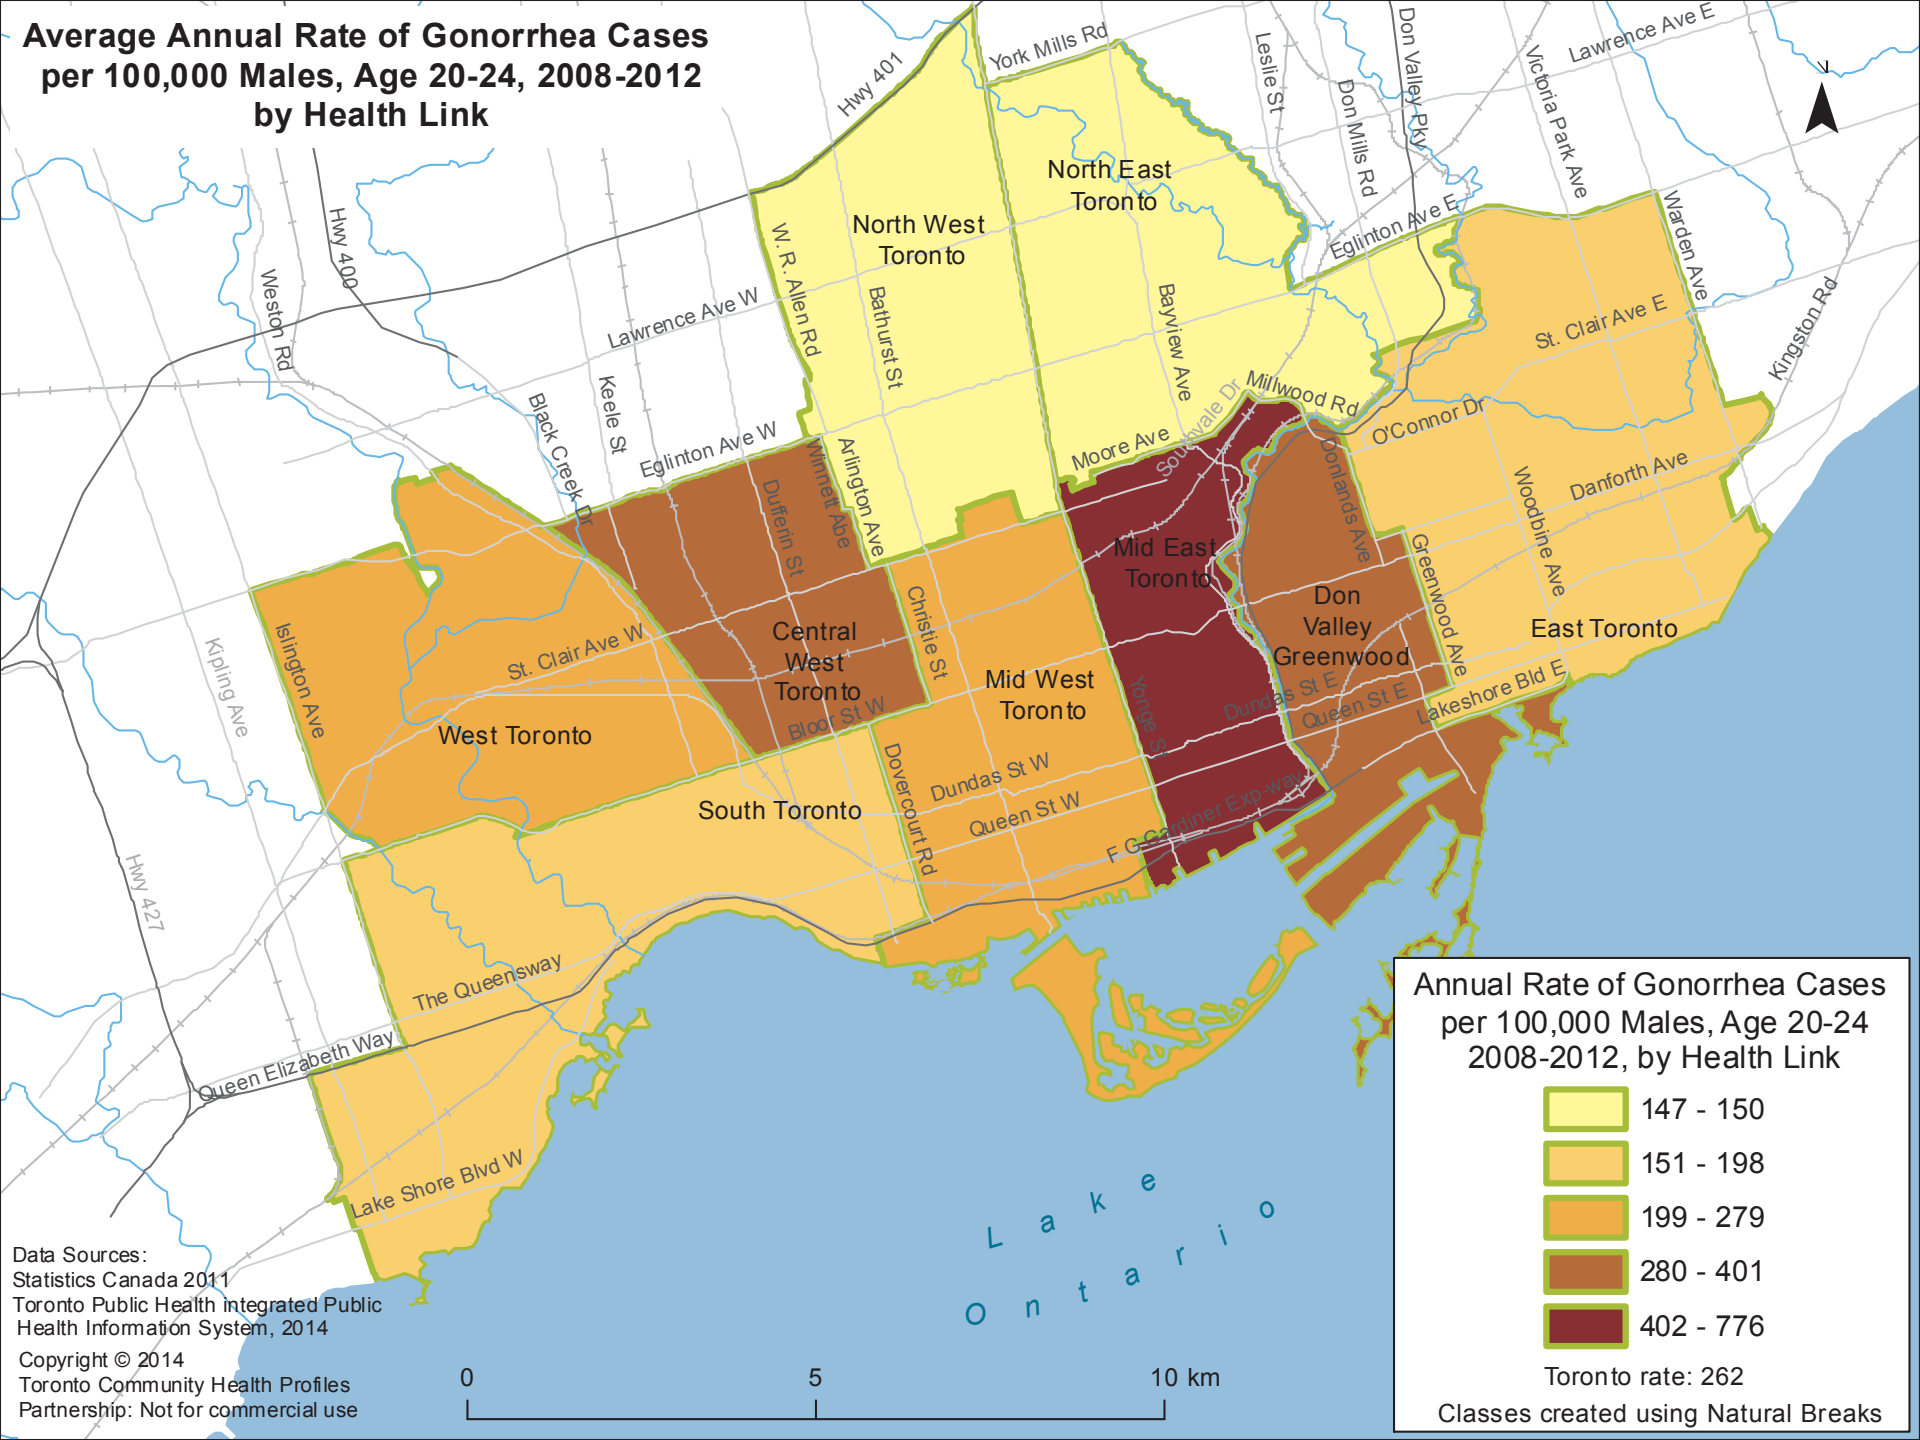 Average Annual Rate of Gonorrhea Cases
per 100,000 Males, Age 20-24, 2008-2012
by Health Link
Hwy 401
York Mills Rd
Leslie St
Don Mills Rd
Don Valley Pky
Victoria Park Ave
Lawrence Ave E
North East
Toronto
North West
Toronto
Hwy 400
Weston Rd
W. R. Allen Rd
Bathurst St
Bayview Ave
Eglinton Ave E
Warden Ave
Kingston Rd
Lawrence Ave W
St. Clair Ave E
Keele St
Black Creek Dr
Eglinton Ave W
Winnett Abe
Arlington Ave
Dufferin St
Moore Ave
Southvale Dr
Millwood Rd
O'Connor Dr
Donlands Ave
Danforth Ave
Woodbine Ave
Greenwood Ave
Mid East
Toronto
Don
Valley
Greenwood
East Toronto
Christie St
Central
West
Toronto
St. Clair Ave W
Islington Ave
Kipling Ave
West Toronto
Bloor St W
Mid West
Toronto
Yonge St
Dundas St E
Queen St E
Lakeshore Bld E
South Toronto
Dovercourt Rd
Dundas St W
Queen St W
F G Gardiner Exp-way
Hwy 427
The Queensway
Queen Elizabeth Way
Lake Shore Blvd W
Lake
Ontario
Annual Rate of Gonorrhea Cases
per 100,000 Males, Age 20-24
2008-2012, by Health Link
147 - 150
151 - 198
199 - 279
280 - 401
402 - 776
Toronto rate: 262
Classes created using Natural Breaks
Data Sources:
Statistics Canada 2011
Toronto Public Health integrated Public
Health Information System, 2014
Copyright © 2014
Toronto Community Health Profiles
Partnership: Not for commercial use
0 5 10 km